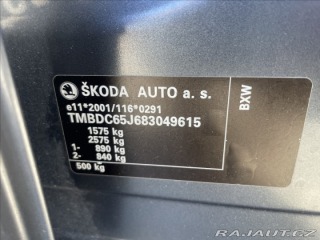 ŠKODA AUTO a. s.
e11*2001/116*0291
TMBDC65J683049615
1575 kg
2575 kg
1- 890 kg
2- 840 kg
500 kg
BXW
RAJAUT.CZ